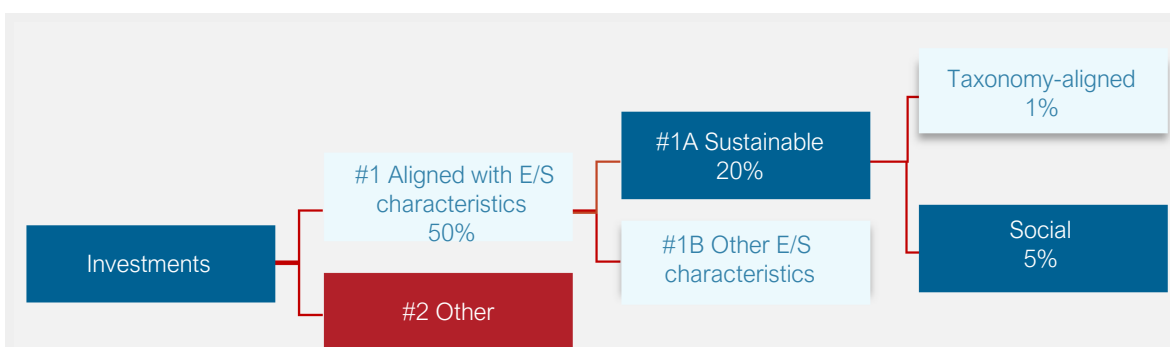 Investments
#1 Aligned with E/S
characteristics
50%
#2 Other
#1A Sustainable
20%
#1B Other E/S
characteristics
Taxonomy-aligned
1%
Social
5%